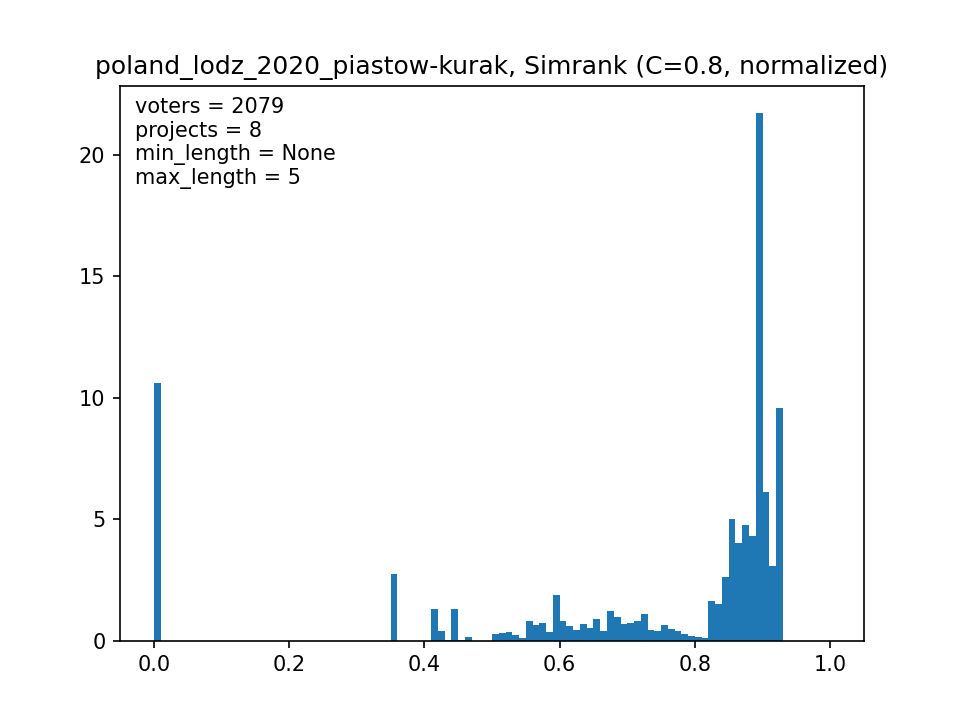 poland_lodz_2020_piastow-kurak, Simrank (C=0.8, normalized)
voters = 2079
projects = 8
min_length = None
max_length = 5
20
15
10
5
0
0.0 0.2 0.4 0.6 0.8 1.0